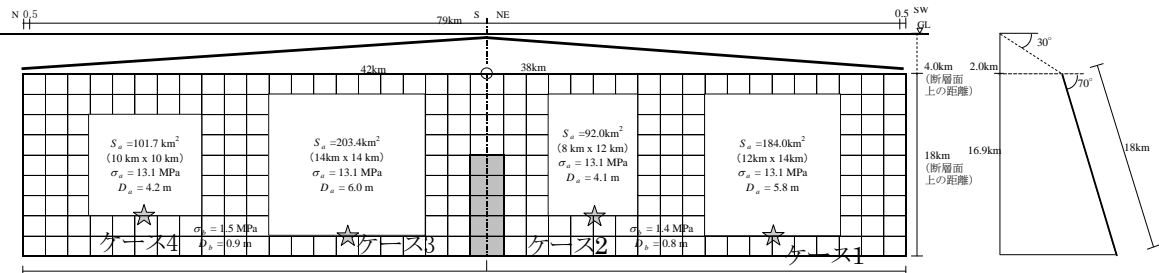 N 0.5
79km
S NE
0.5 SW
GL
42km
38km
S_a =101.7 km²
(10 km x 10 km)
σ_a = 13.1 MPa
D_a = 4.2 m
S_a =203.4km²
(14km x 14 km)
σ_a = 13.1 MPa
D_a = 6.0 m
S_a =92.0km²
(8 km x 12 km)
σ_a = 13.1 MPa
D_a = 4.1 m
S_a =184.0km²
(12km x 14km)
σ_a = 13.1 MPa
D_a = 5.8 m
σ_b = 1.5 MPa
D_b = 0.9 m
σ_b = 1.4 MPa
D_b = 0.8 m
ケース4
ケース3
ケース2
ケース1
4.0km
(断層面
上の距離)
18km
(断層面
上の距離)
2.0km
16.9km
30°
70°
18km